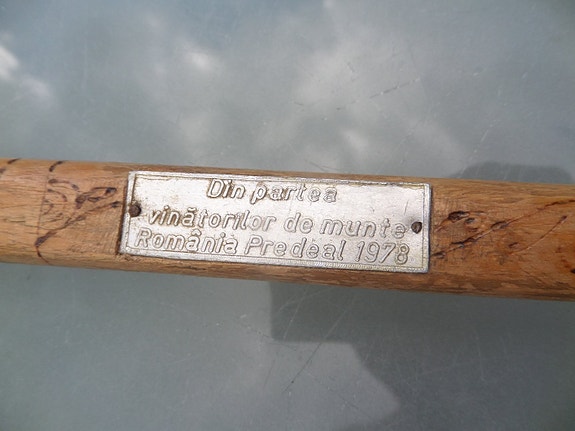 Din partea
vinătorilor de munte
România Predeal 1978